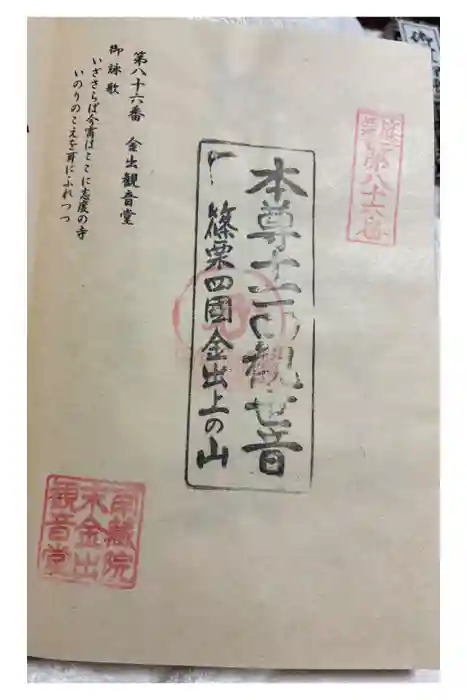 第八十六番
本尊十一面観世音
篠栗四國金出上の山
第八十六番　金出観音堂
御詠歌
いざさらば今宵はここに志度の寺
いのりのこえを耳にふれつつ
金出
観音堂